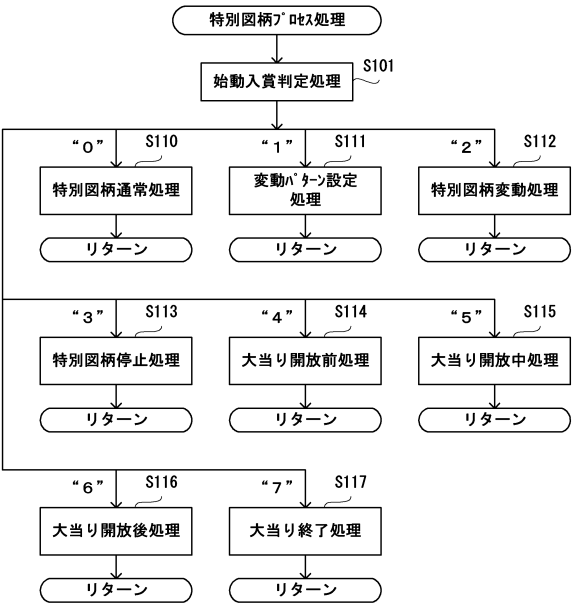 特別図柄ﾌﾟﾛｾｽ処理
S101
始動入賞判定処理
“０” S110 “１” S111 “２” S112
特別図柄通常処理
変動ﾊﾟﾀｰﾝ設定
処理
特別図柄変動処理
リターン リターン リターン
“３” S113 “４” S114 “５” S115
特別図柄停止処理 大当り開放前処理 大当り開放中処理
リターン リターン リターン
“６” S116 “７” S117
大当り開放後処理 大当り終了処理
リターン リターン